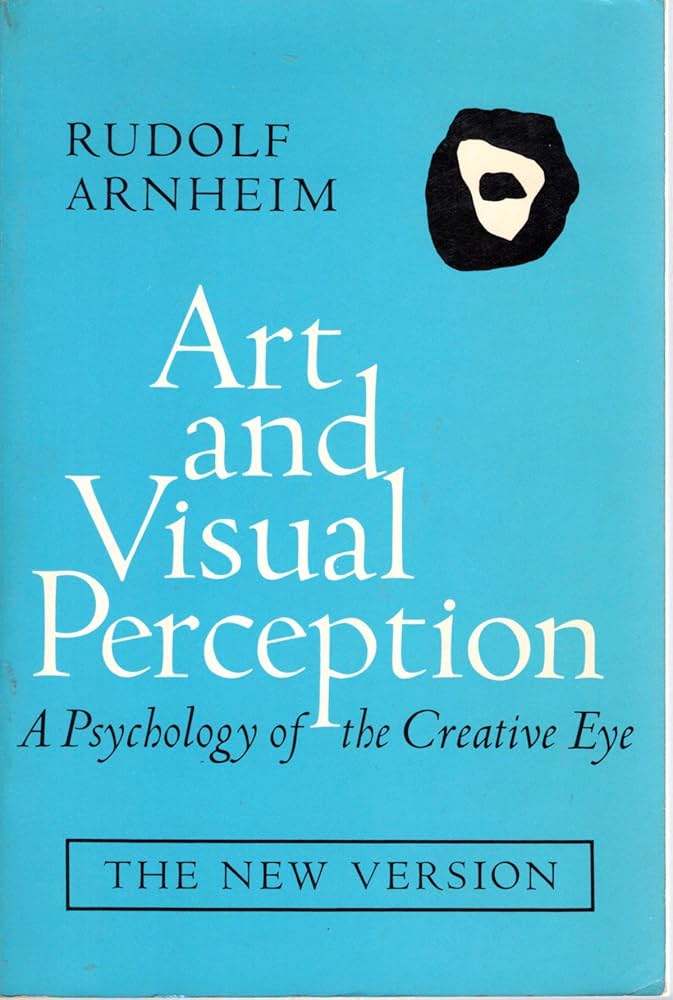 RUDOLF
ARNHEIM
Art
and
Visual
Perception
A Psychology of the Creative Eye
THE NEW VERSION